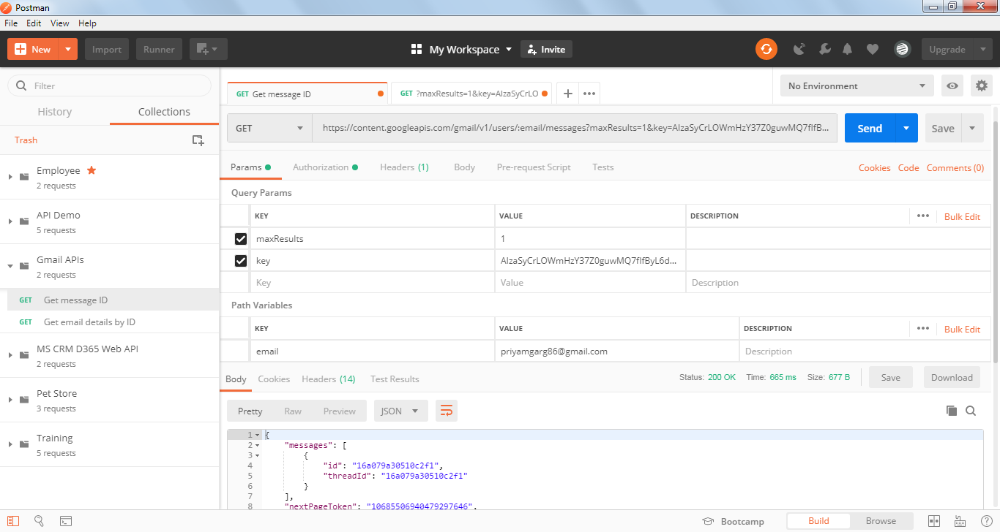 Postman
File Edit View Help
New Import Runner My Workspace Invite Upgrade
Filter
History Collections
Trash
Employee
2 requests
API Demo
5 requests
Gmail APIs
2 requests
GET Get message ID
GET Get email details by ID
MS CRM D365 Web API
2 requests
Pet Store
3 requests
Training
5 requests
GET Get message ID GET ?maxResults=1&key=AIzaSyCrLO + ••• No Environment
GET https://content.googleapis.com/gmail/v1/users/:email/messages?maxResults=1&key=AIzaSyCrLOWmHzY37Z0guwMQ7fIfB... Send Save
Params Authorization Headers (1) Body Pre-request Script Tests Cookies Code Comments (0)
Query Params
KEY VALUE DESCRIPTION ••• Bulk Edit
maxResults 1
key AIzaSyCrLOWmHzY37Z0guwMQ7fIfByL6d...
Key Value Description
Path Variables
KEY VALUE DESCRIPTION ••• Bulk Edit
email priyamgarg86@gmail.com Description
Body Cookies Headers (14) Test Results Status: 200 OK Time: 665 ms Size: 677 B Save Download
Pretty Raw Preview JSON
1 {
2 "messages": [
3 {
4 "id": "16a079a30510c2f1",
5 "threadId": "16a079a30510c2f1"
6 }
7 ],
8 "nextPageToken": "10685506940479297646",
Bootcamp Build Browse